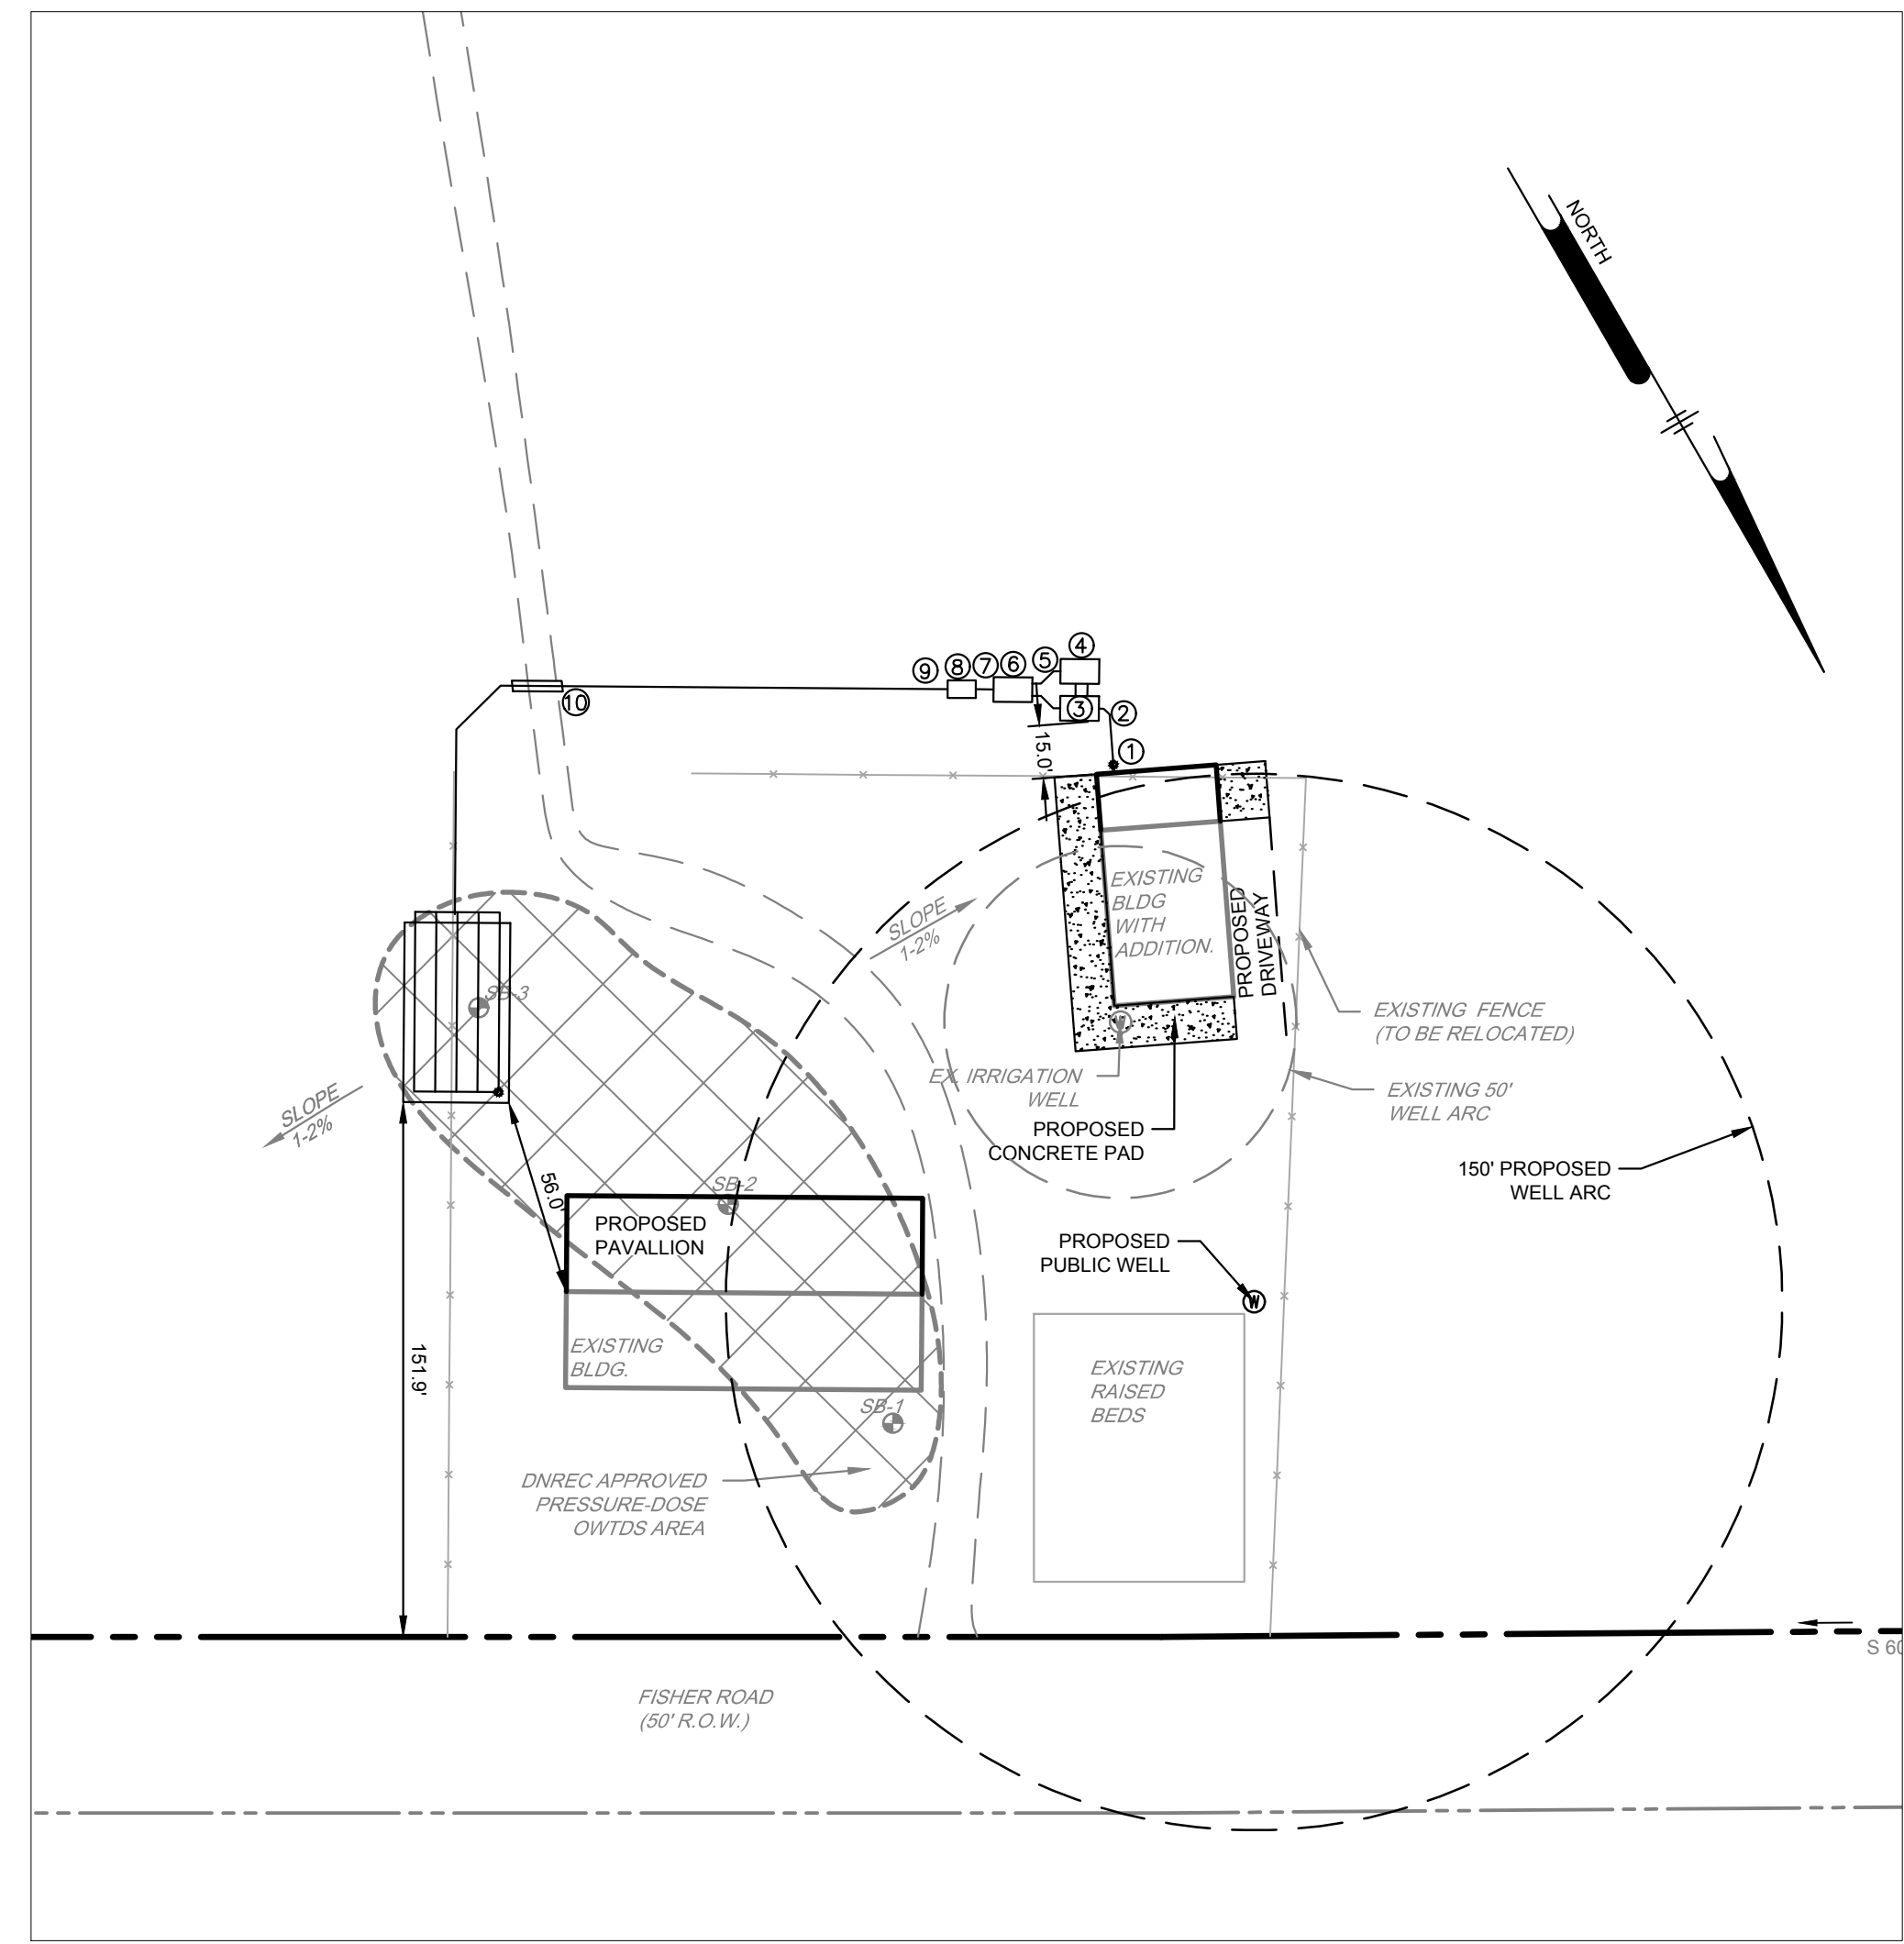 NORTH
④
⑤
⑥
⑦
⑧
⑨
③
②
⑩
①
15.0'
EXISTING
BLDG
WITH
ADDITION.
PROPOSED
DRIVEWAY
SLOPE
1-2%
SB-3
EXISTING FENCE
(TO BE RELOCATED)
W
EX. IRRIGATION
WELL
EXISTING 50'
WELL ARC
SLOPE
1-2%
PROPOSED
CONCRETE PAD
150' PROPOSED
WELL ARC
56.0'
SB-2
PROPOSED
PAVALLION
PROPOSED
PUBLIC WELL
W
EXISTING
BLDG.
151.9'
EXISTING
RAISED
BEDS
SB-1
DNREC APPROVED
PRESSURE-DOSE
OWTDS AREA
S 60
FISHER ROAD
(50' R.O.W.)